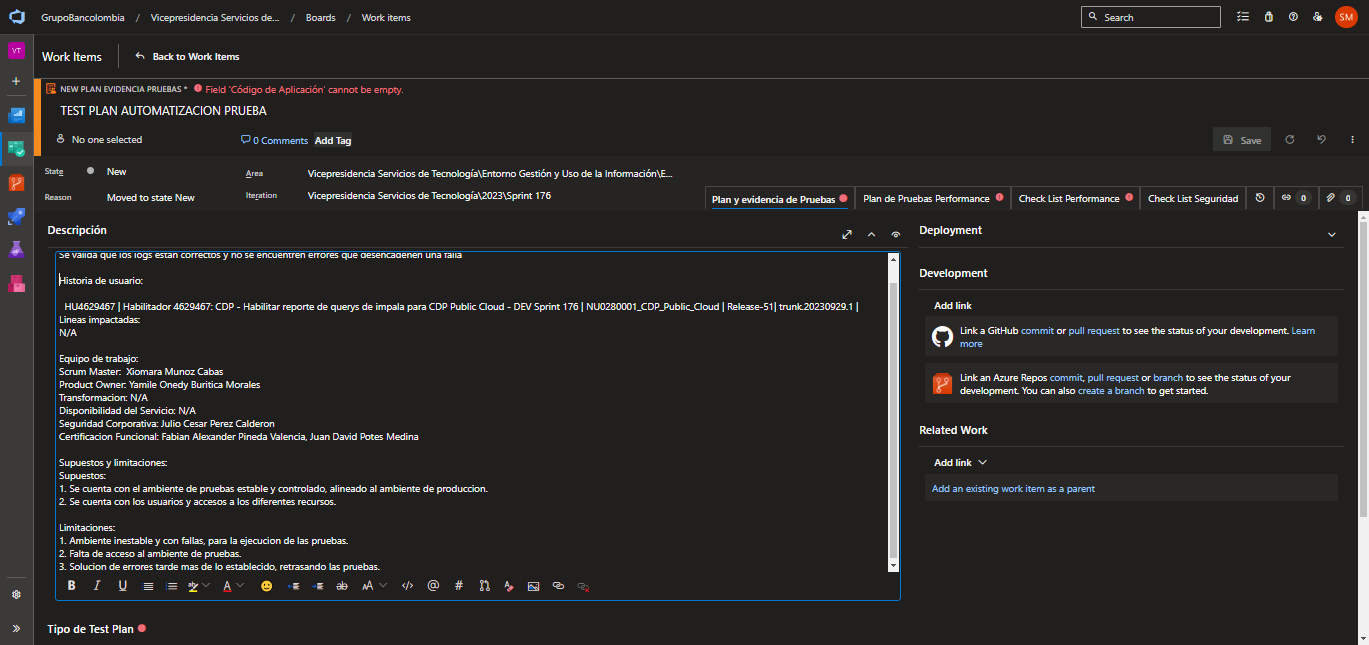 GrupoBancolombia / Vicepresidencia Servicios de... / Boards / Work items
Search
SM
VT
Work Items
Back to Work Items
NEW PLAN EVIDENCIA PRUEBAS * Field 'Código de Aplicación' cannot be empty.
TEST PLAN AUTOMATIZACION PRUEBA
No one selected
0 Comments
Add Tag
Save
State
New
Area
Vicepresidencia Servicios de Tecnología\Entorno Gestión y Uso de la Información\E...
Reason
Moved to state New
Iteration
Vicepresidencia Servicios de Tecnología\2023\Sprint 176
Plan y evidencia de Pruebas
Plan de Pruebas Performance
Check List Performance
Check List Seguridad
0
0
Descripción
Se valida que los logs estan correctos y no se encuentren errores que desencadenen una falla
Historia de usuario:
HU4629467 | Habilitador 4629467: CDP - Habilitar reporte de querys de impala para CDP Public Cloud - DEV Sprint 176 | NU0280001_CDP_Public_Cloud | Release-51| trunk.20230929.1 |
Lineas impactadas:
N/A
Equipo de trabajo:
Scrum Master:  Xiomara Munoz Cabas
Product Owner: Yamile Onedy Buritica Morales
Transformacion: N/A
Disponibilidad del Servicio: N/A
Seguridad Corporativa: Julio Cesar Perez Calderon
Certificacion Funcional: Fabian Alexander Pineda Valencia, Juan David Potes Medina
Supuestos y limitaciones:
Supuestos:
1. Se cuenta con el ambiente de pruebas estable y controlado, alineado al ambiente de produccion.
2. Se cuenta con los usuarios y accesos a los diferentes recursos.
Limitaciones:
1. Ambiente inestable y con fallas, para la ejecucion de las pruebas.
2. Falta de acceso al ambiente de pruebas.
3. Solucion de errores tarde mas de lo establecido, retrasando las pruebas.
Tipo de Test Plan
Deployment
Development
Add link
Link a GitHub commit or pull request to see the status of your development. Learn
more
Link an Azure Repos commit, pull request or branch to see the status of your
development. You can also create a branch to get started.
Related Work
Add link
Add an existing work item as a parent